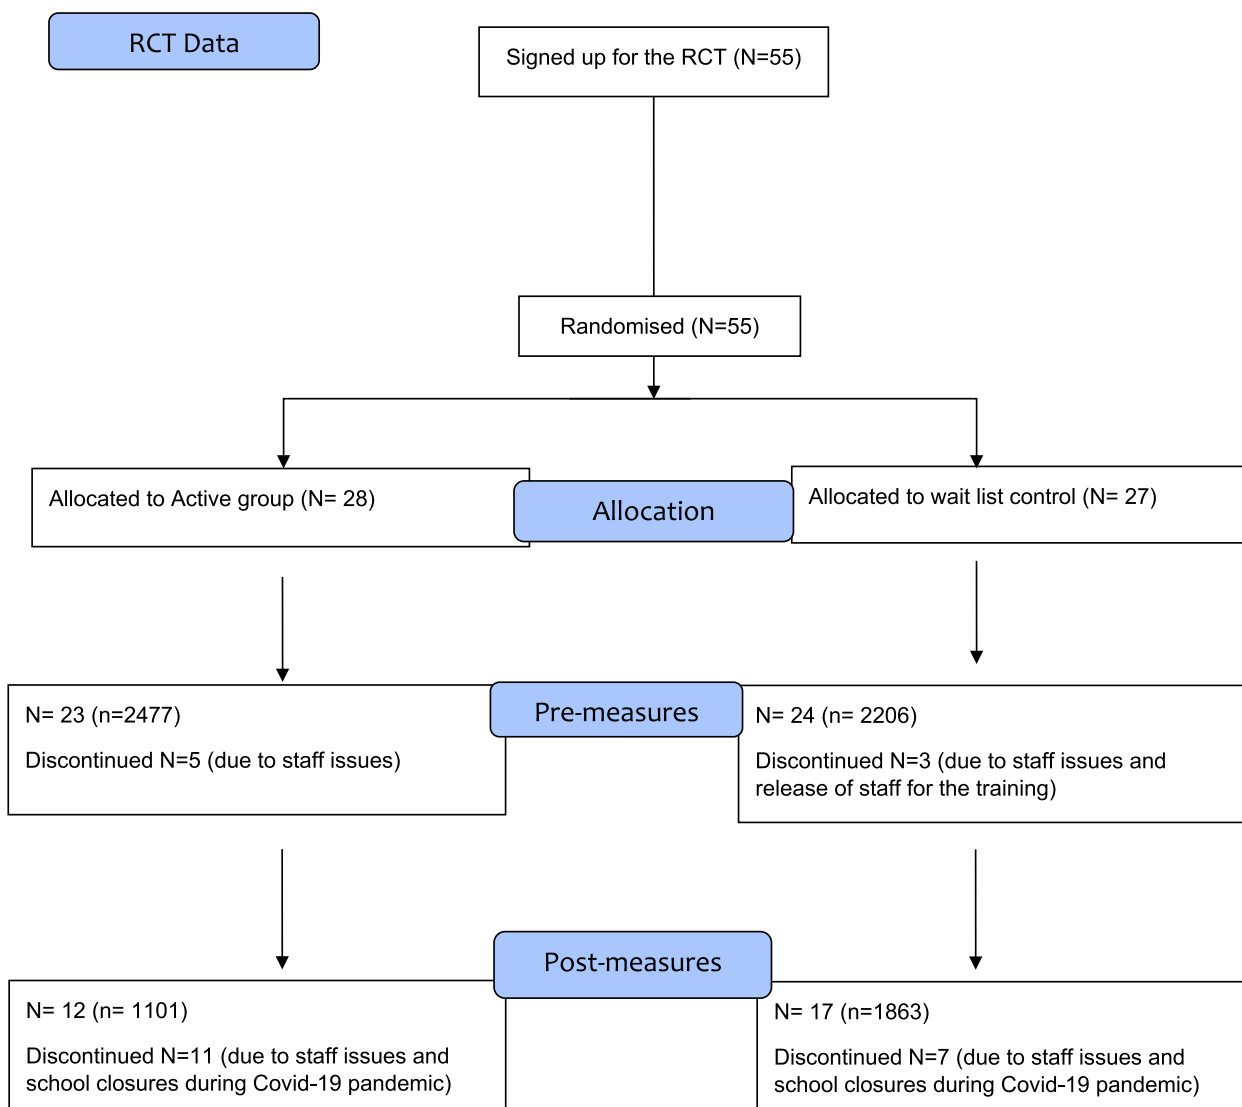 RCT Data
Signed up for the RCT (N=55)
Randomised (N=55)
Allocated to Active group (N= 28)
Allocation
Allocated to wait list control (N= 27)
N= 23 (n=2477)
Discontinued N=5 (due to staff issues)
Pre-measures
N= 24 (n= 2206)
Discontinued N=3 (due to staff issues and
release of staff for the training)
Post-measures
N= 12 (n= 1101)
Discontinued N=11 (due to staff issues and
school closures during Covid-19 pandemic)
N= 17 (n=1863)
Discontinued N=7 (due to staff issues and
school closures during Covid-19 pandemic)